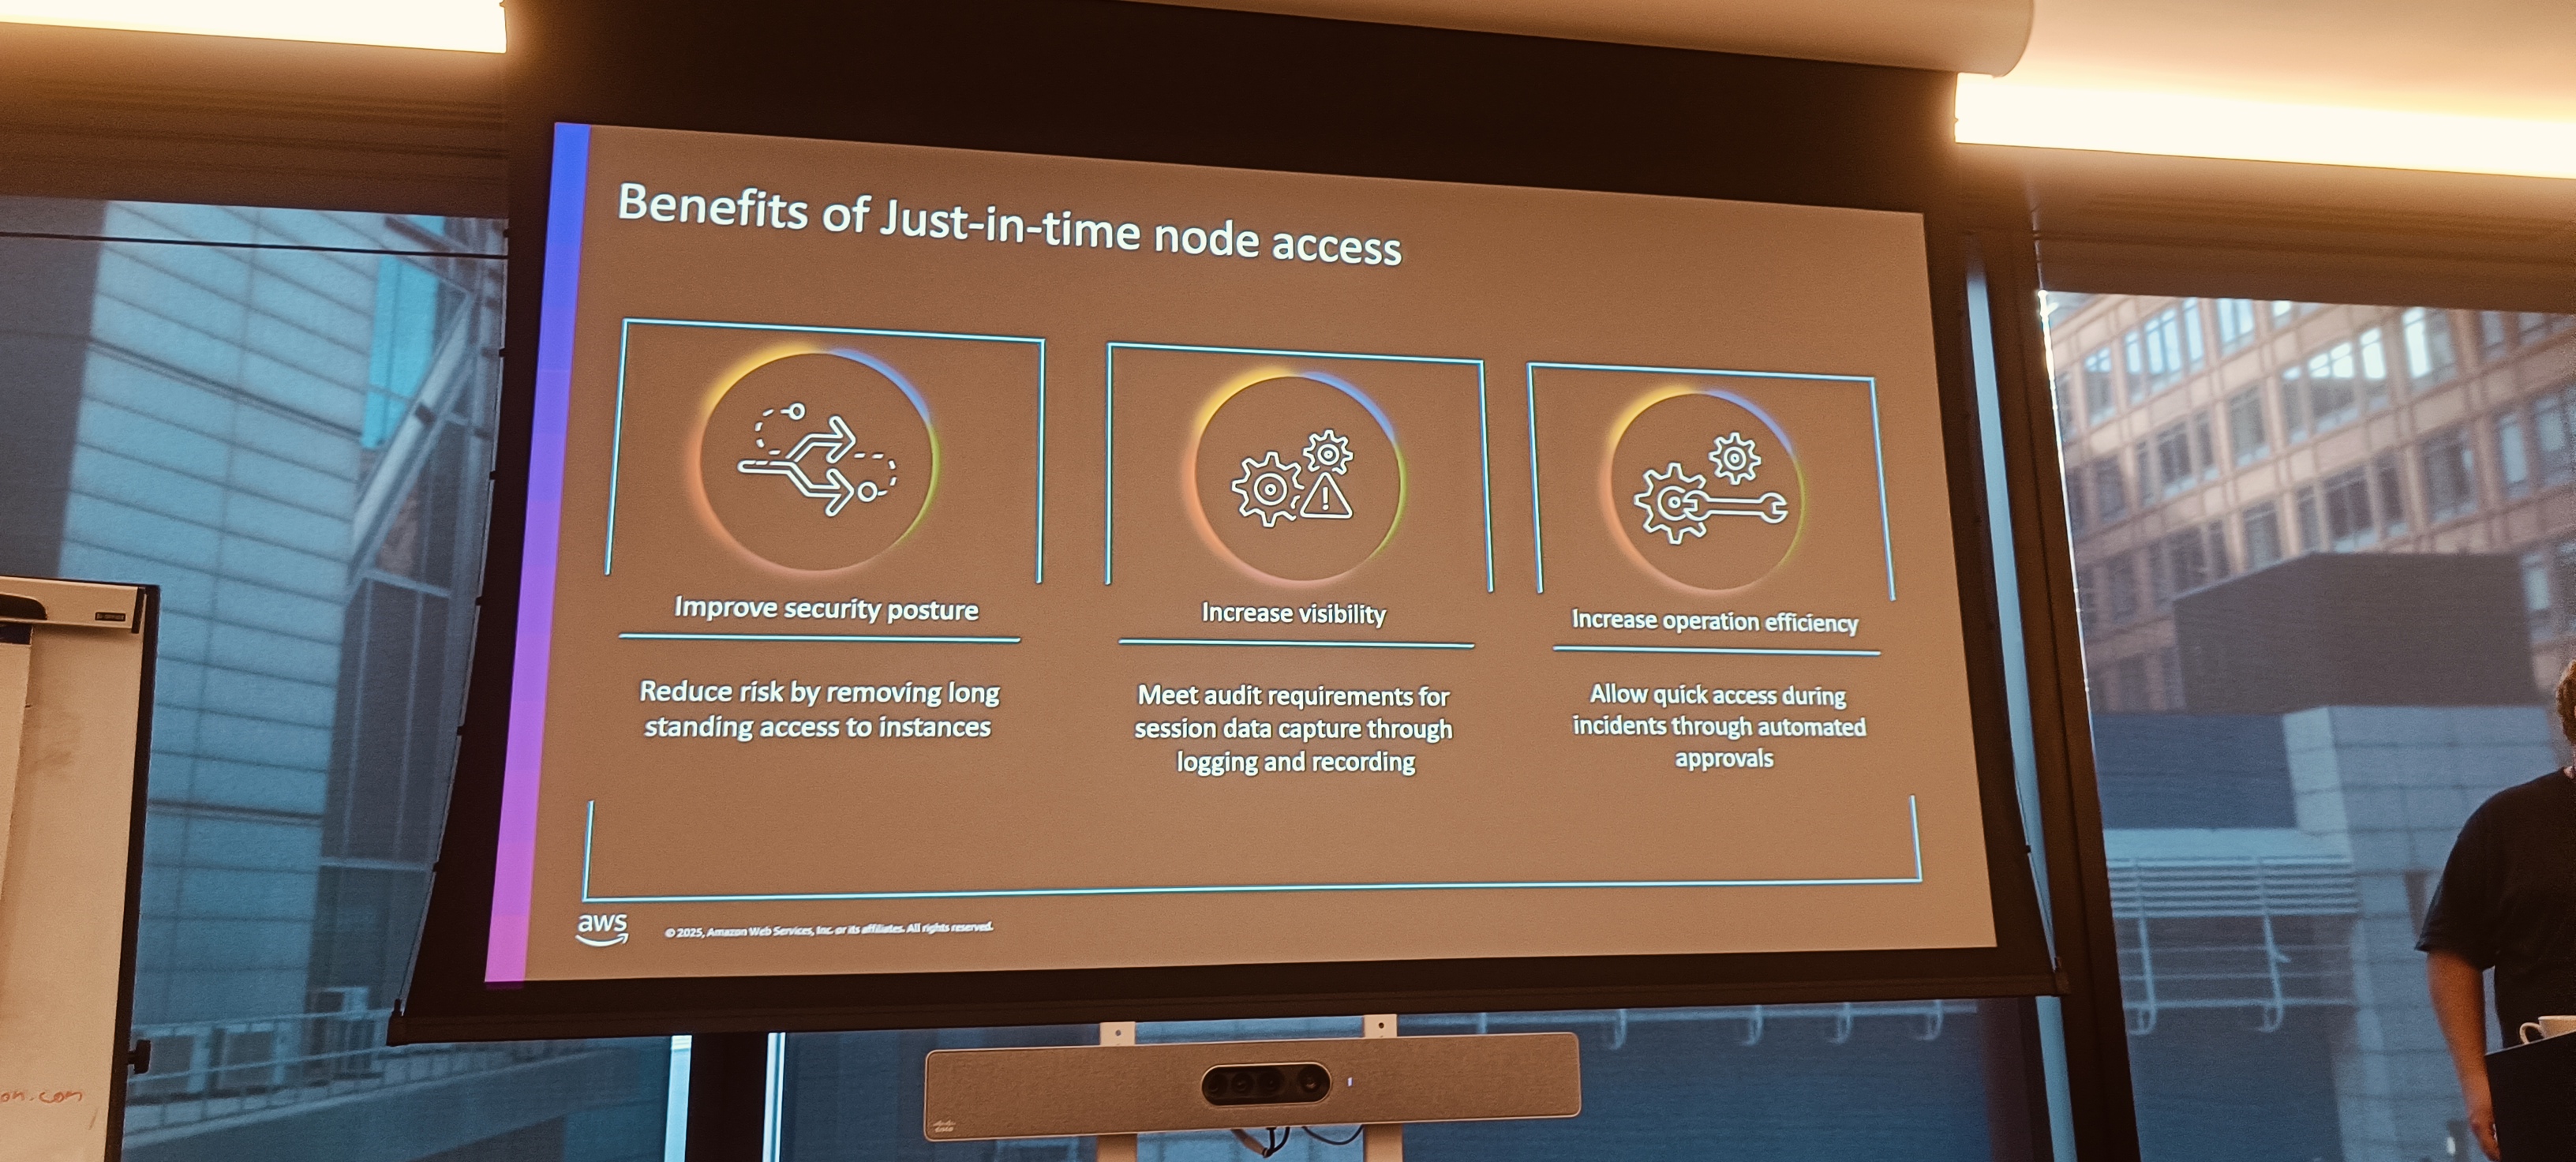 Benefits of Just-in-time node access
Improve security posture
Reduce risk by removing long
standing access to instances
Increase visibility
Meet audit requirements for
session data capture through
logging and recording
Increase operation efficiency
Allow quick access during
incidents through automated
approvals
aws
© 2025, Amazon Web Services, Inc. or its affiliates. All rights reserved.
on.com
cisco